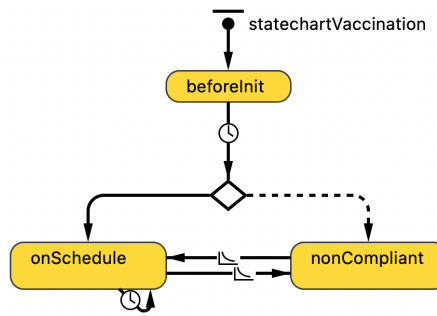 statechartVaccination
beforeInit
onSchedule
nonCompliant